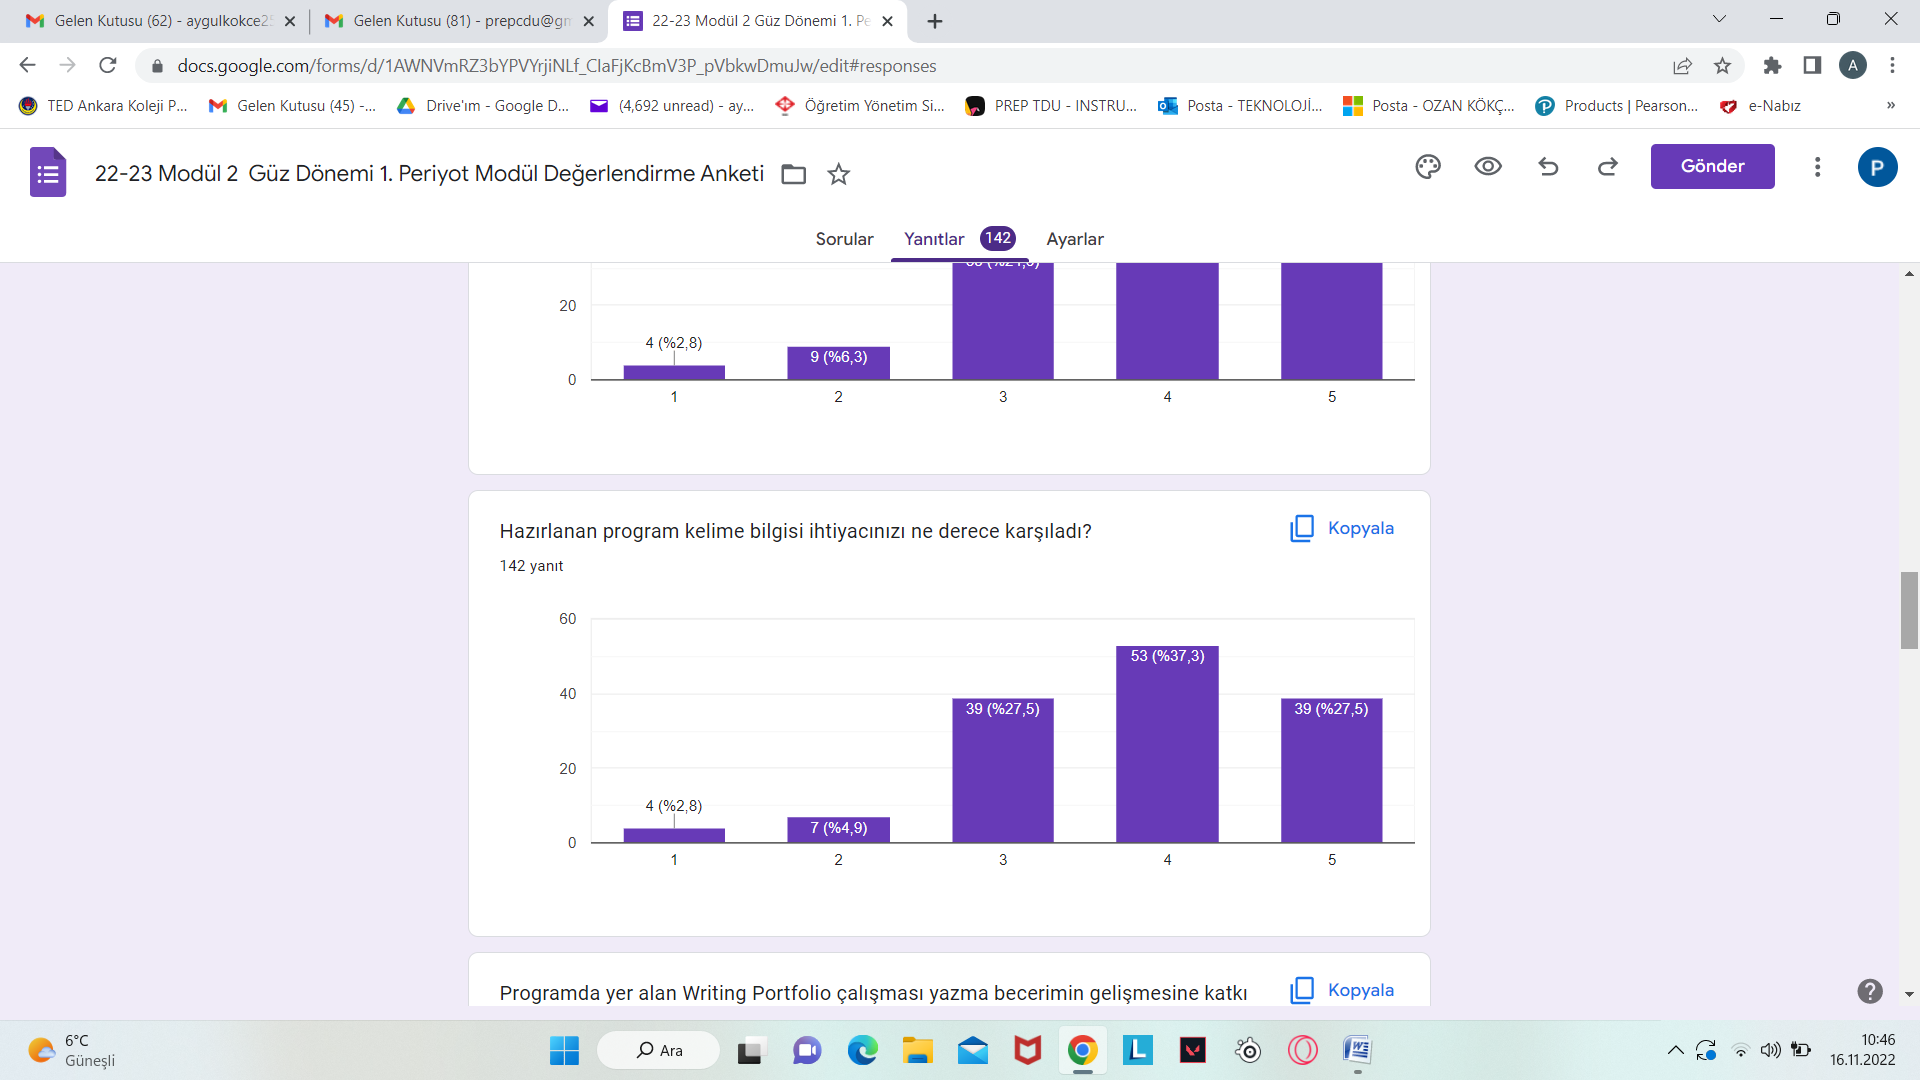 Gelen Kutusu (62) - aygulkokce25
Gelen Kutusu (81) - prepcdu@gm
22-23 Modül 2 Güz Dönemi 1. Pe
docs.google.com/forms/d/1AWNVmRZ3bYPVYrjiNLf_CIaFjKcBmV3P_pVbkwDmuJw/edit#responses
A
TED Ankara Koleji P...
Gelen Kutusu (45) -...
Drive'ım - Google D...
(4,692 unread) - ay...
Öğretim Yönetim Si...
PREP TDU - INSTRU...
Posta - TEKNOLOJİ...
Posta - OZAN KÖKÇ...
Products | Pearson...
e-Nabız
»
22-23 Modül 2 Güz Dönemi 1. Periyot Modül Değerlendirme Anketi
Gönder
P
Sorular
Yanıtlar 142
Ayarlar
20
0
4 (%2,8)
9 (%6,3)
1 2 3 4 5
Hazırlanan program kelime bilgisi ihtiyacınızı ne derece karşıladı?
Kopyala
142 yanıt
60
40
20
0
4 (%2,8)
7 (%4,9)
39 (%27,5)
53 (%37,3)
39 (%27,5)
1 2 3 4 5
Programda yer alan Writing Portfolio çalışması yazma becerimin gelişmesine katkı
Kopyala
6°C
Güneşli
Ara
10:46
16.11.2022